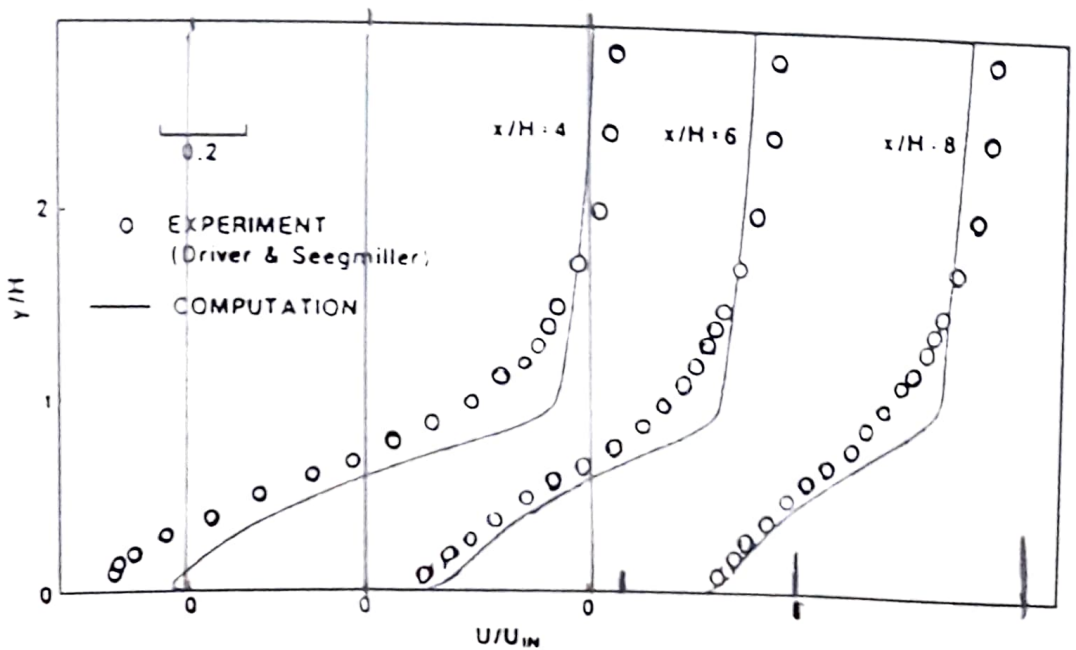 x/H : 4
x/H : 6
x/H . 8
0.2
2
EXPERIMENT
(Driver & Seegmiller)
COMPUTATION
y/H
1
0
0
0
0
U/U_IN